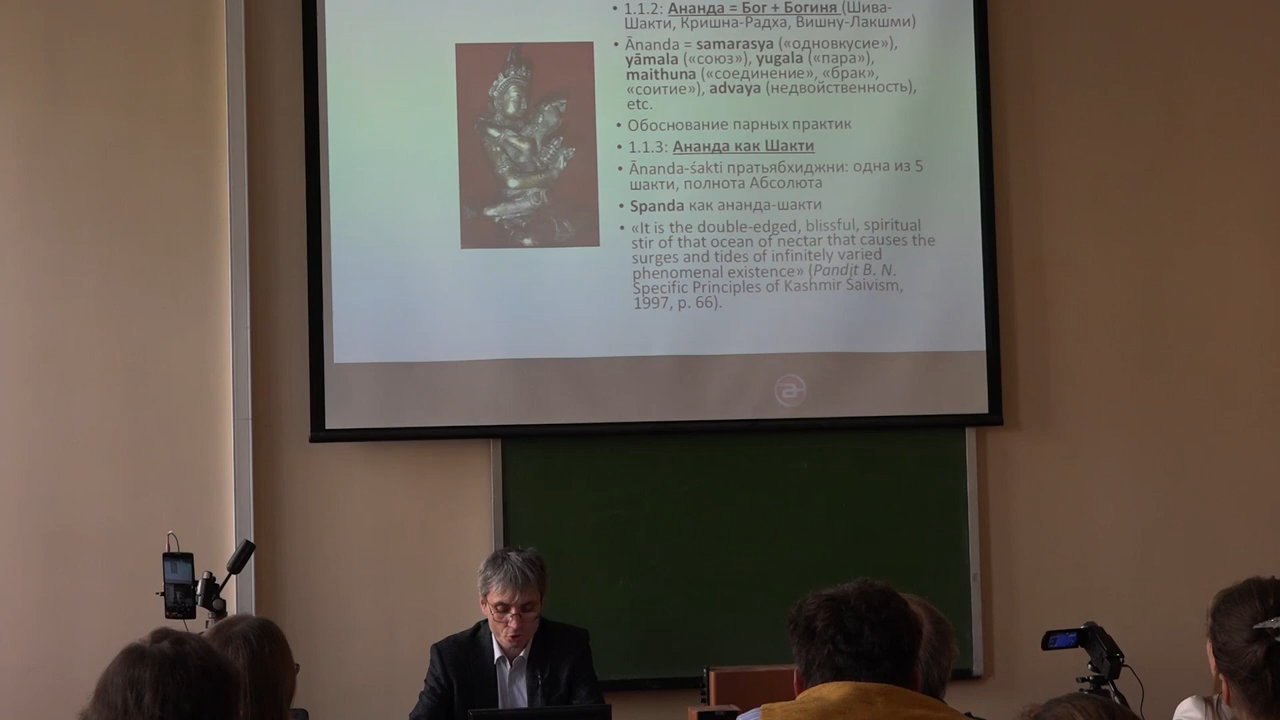 • 1.1.2: Ананда = Бог + Богиня (Шива-
Шакти, Кришна-Радха, Вишну-Лакшми)
• Ānanda = samarasya («одновкусие»),
yāmala («союз»), yugala («пара»),
maithuna («соединение», «брак»,
«соитие»), advaya (недвойственность),
etc.
• Обоснование парных практик
• 1.1.3: Ананда как Шакти
• Ānanda-śakti пратьябхиджни: одна из 5
шакти, полнота Абсолюта
• Spanda как ананда-шакти
• «It is the double-edged, blissful, spiritual
stir of that ocean of nectar that causes the
surges and tides of infinitely varied
phenomenal existence» (Pandit B. N.
Specific Principles of Kashmir Saivism,
1997, p. 66).